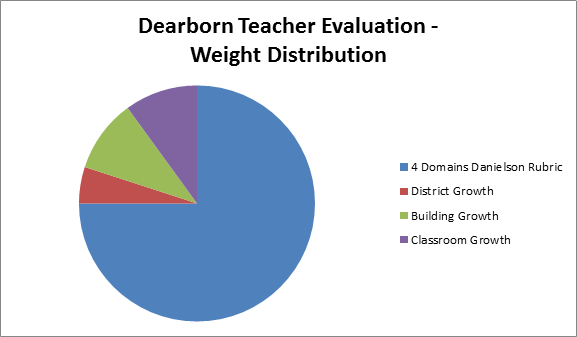 Dearborn Teacher Evaluation -
Weight Distribution
4 Domains Danielson Rubric
District Growth
Building Growth
Classroom Growth